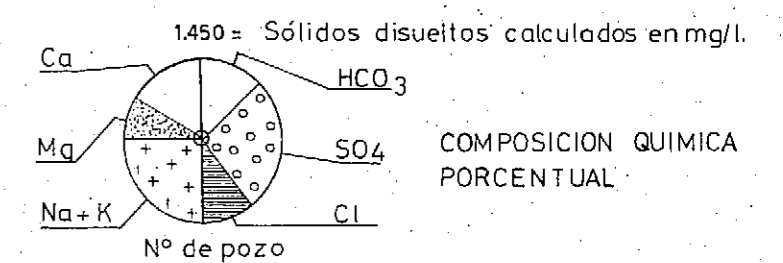 1.450 = Sólidos disueltos calculados en mg/l.
Ca
HCO3
Mg
SO4
COMPOSICION QUIMICA
PORCENTUAL
Na + K
Cl
Nº de pozo